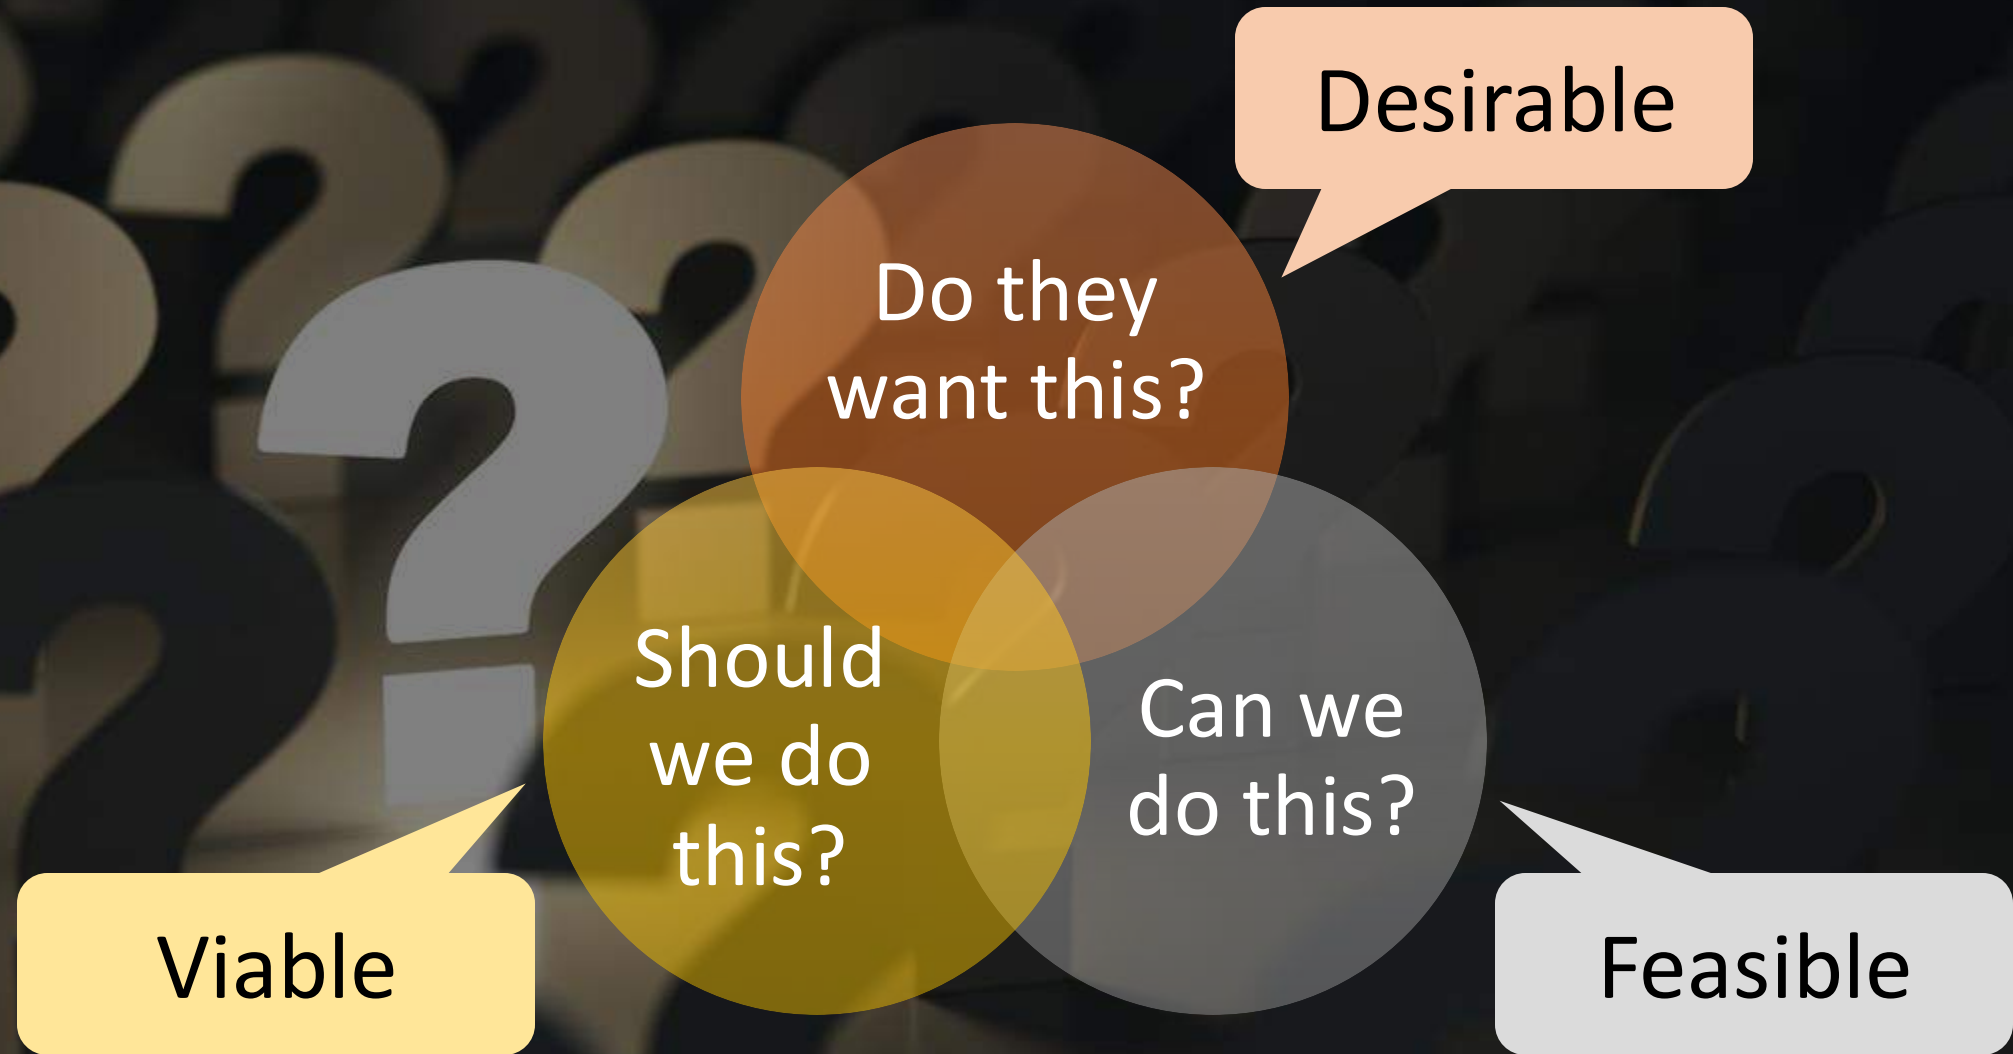 Desirable
Do they
want this?
Should
we do
this?
Can we
do this?
Viable
Feasible